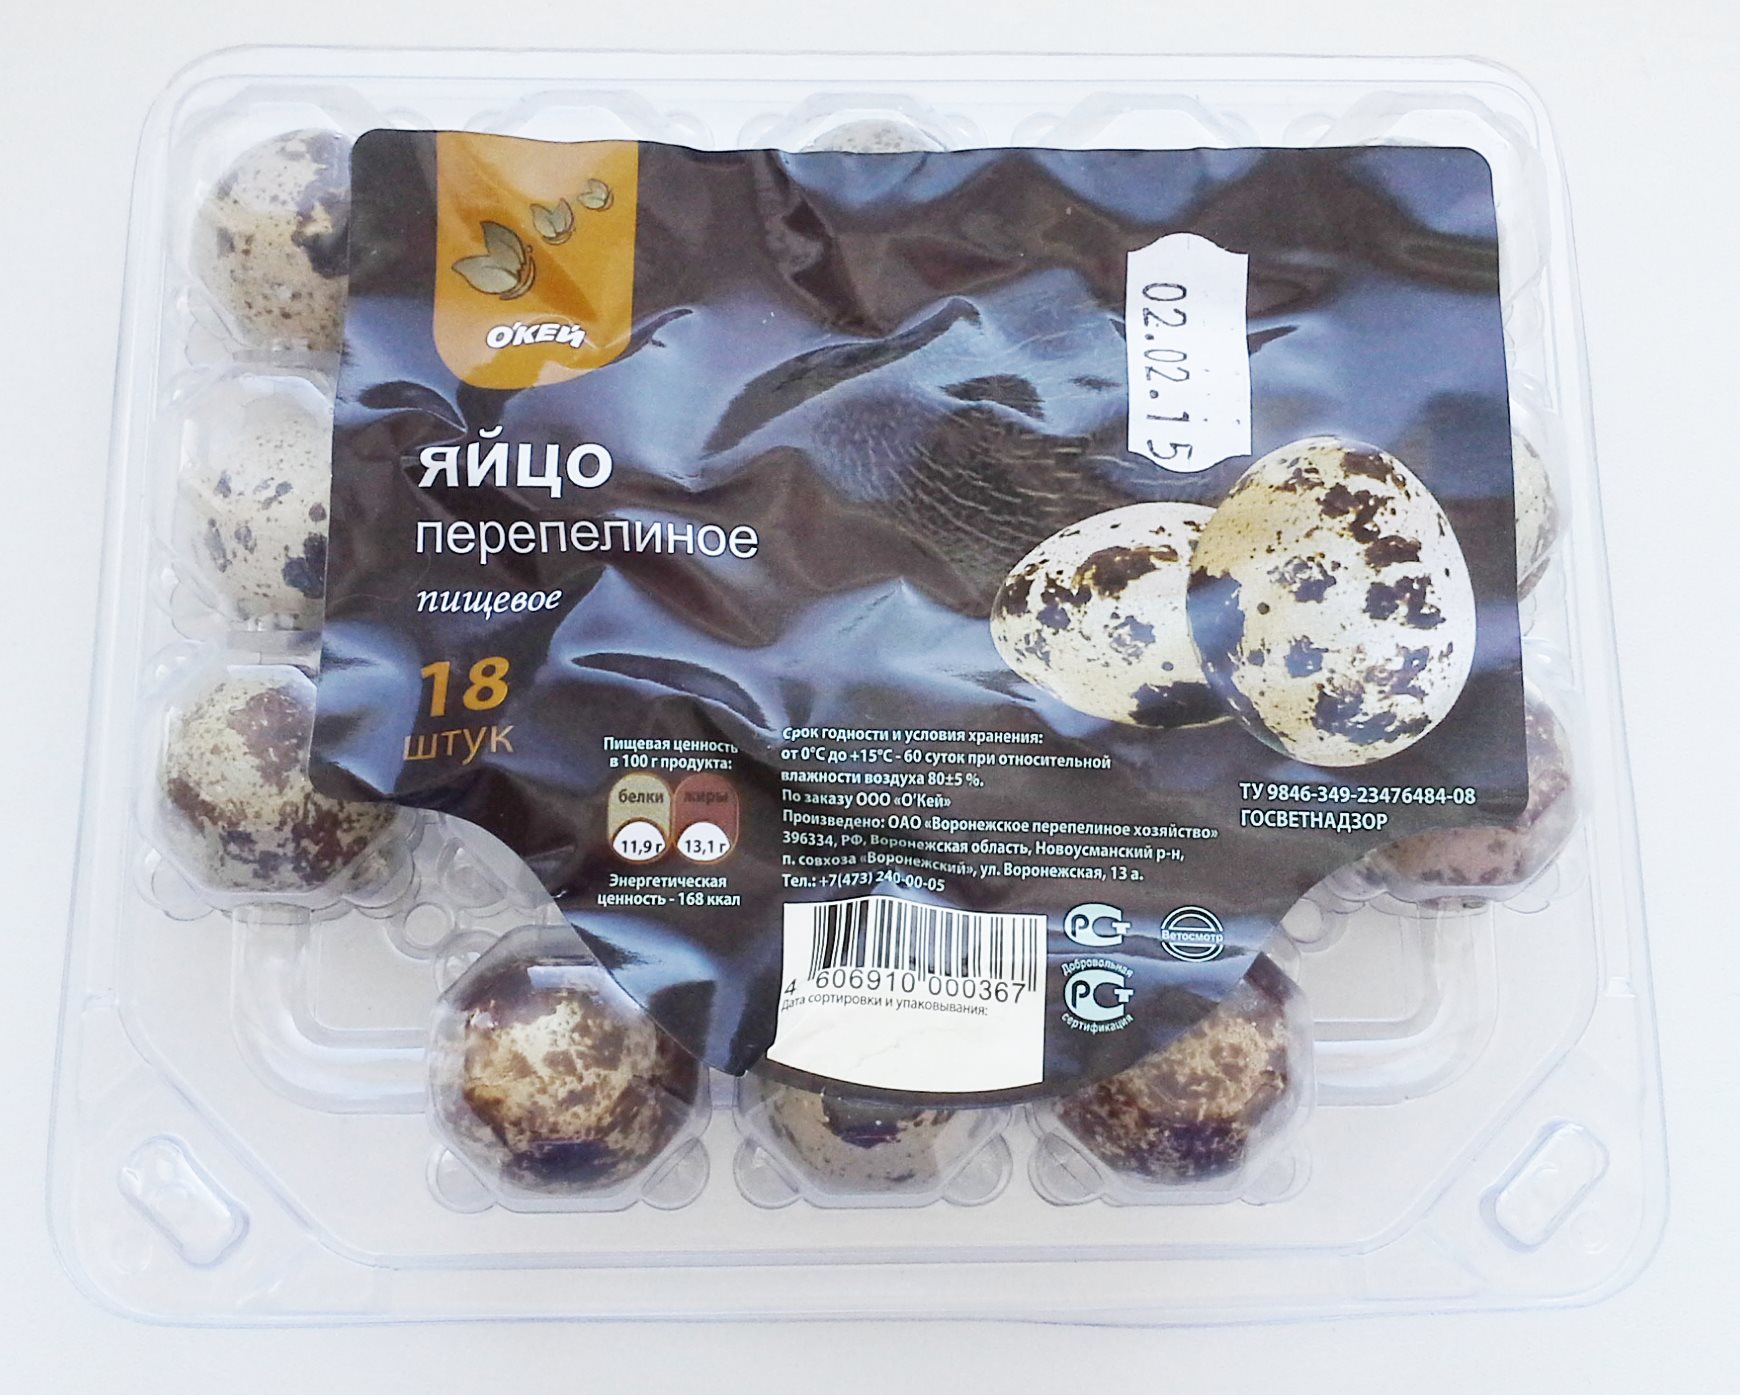 О'КЕЙ
02.02.15
яйцо
перепелиное
пищевое
18
штук
Пищевая ценность
в 100 г продукта:
белки жиры
11,9 г 13,1 г
Энергетическая
ценность - 168 ккал
Срок годности и условия хранения:
от 0°С до +15°С - 60 суток при относительной
влажности воздуха 80±5 %.
По заказу ООО «О'Кей»
Произведено: ОАО «Воронежское перепелиное хозяйство»
396334, РФ, Воронежская область, Новоусманский р-н,
п. совхоза «Воронежский», ул. Воронежская, 13 а.
Тел.: +7(473) 240-00-05
ТУ 9846-349-23476484-08
ГОСВЕТНАДЗОР
4 606910 000367
Дата сортировки и упаковывания:
РСТ
Ветосмотр
Добровольная
РСТ
сертификация